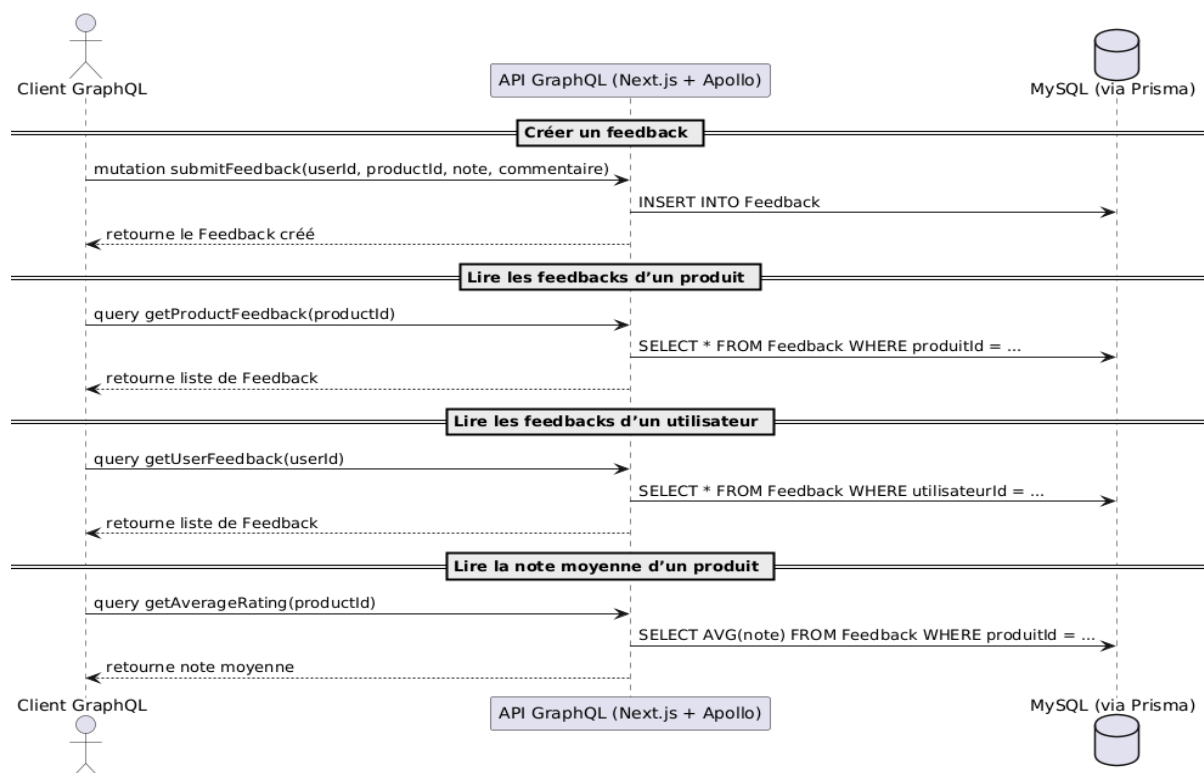 Client GraphQL
API GraphQL (Next.js + Apollo)
MySQL (via Prisma)
Créer un feedback
mutation submitFeedback(userId, productId, note, commentaire)
INSERT INTO Feedback
retourne le Feedback créé
Lire les feedbacks d’un produit
query getProductFeedback(productId)
SELECT * FROM Feedback WHERE produitId = ...
retourne liste de Feedback
Lire les feedbacks d’un utilisateur
query getUserFeedback(userId)
SELECT * FROM Feedback WHERE utilisateurId = ...
retourne liste de Feedback
Lire la note moyenne d’un produit
query getAverageRating(productId)
SELECT AVG(note) FROM Feedback WHERE produitId = ...
retourne note moyenne
Client GraphQL
API GraphQL (Next.js + Apollo)
MySQL (via Prisma)